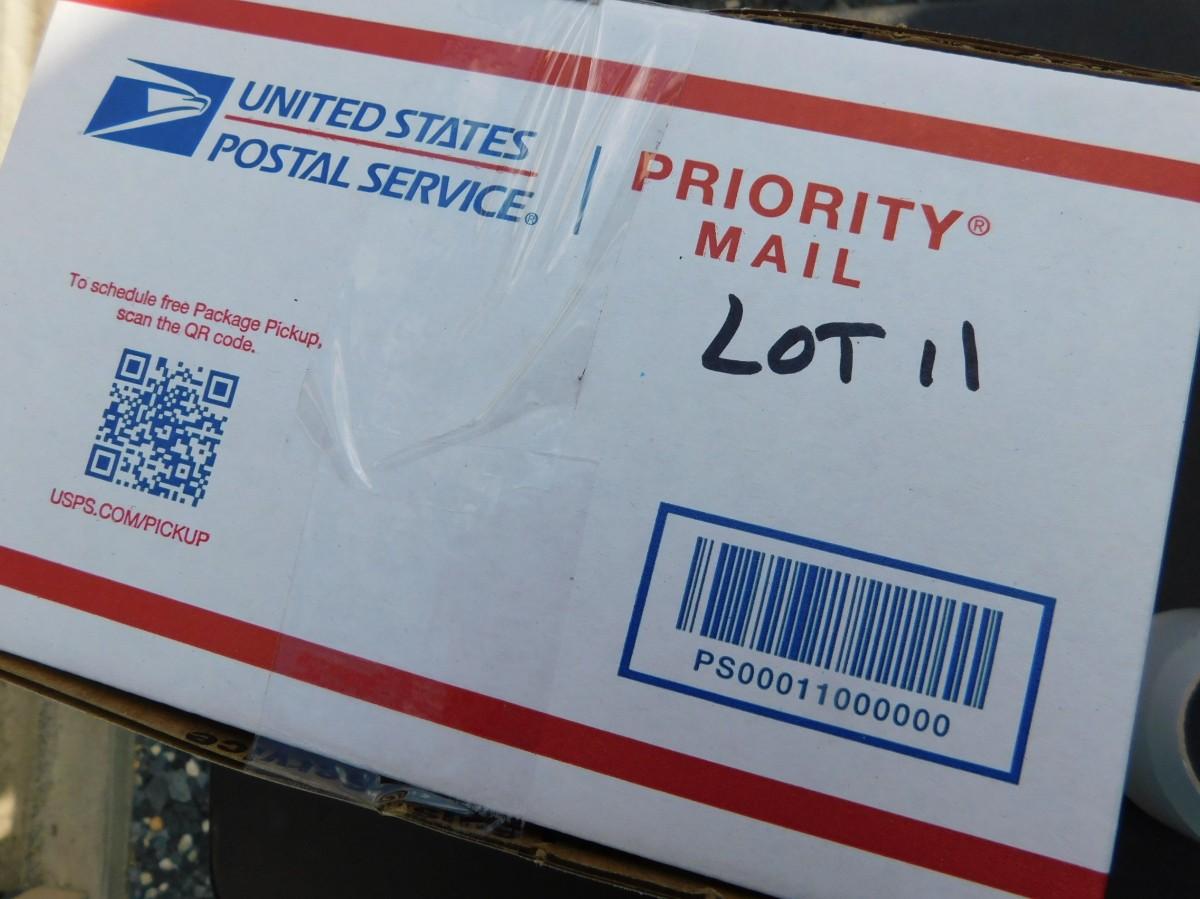 UNITED STATES
POSTAL SERVICE®
PRIORITY®
MAIL
LOT 11
To schedule free Package Pickup,
scan the QR code.
USPS.COM/PICKUP
PS00011000000